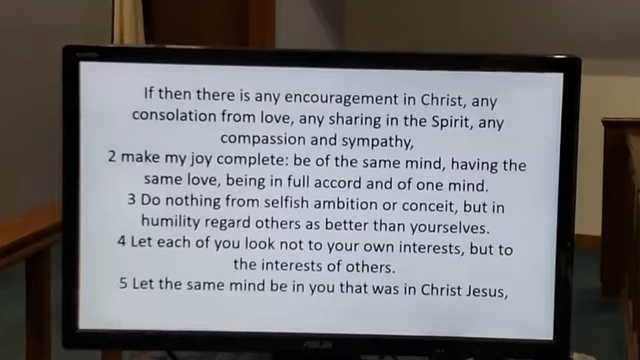 If then there is any encouragement in Christ, any
consolation from love, any sharing in the Spirit, any
compassion and sympathy,
2 make my joy complete: be of the same mind, having the
same love, being in full accord and of one mind.
3 Do nothing from selfish ambition or conceit, but in
humility regard others as better than yourselves.
4 Let each of you look not to your own interests, but to
the interests of others.
5 Let the same mind be in you that was in Christ Jesus,
ASUS